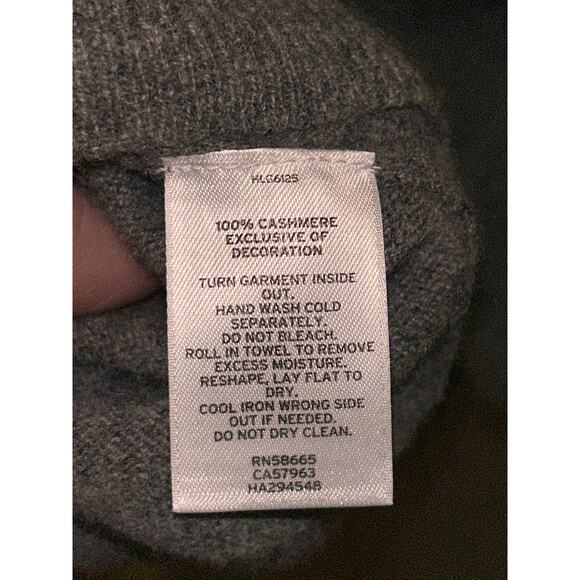 HLG6125
100% CASHMERE
EXCLUSIVE OF
DECORATION
TURN GARMENT INSIDE
OUT.
HAND WASH COLD
SEPARATELY.
DO NOT BLEACH.
ROLL IN TOWEL TO REMOVE
EXCESS MOISTURE.
RESHAPE, LAY FLAT TO
DRY.
COOL IRON WRONG SIDE
OUT IF NEEDED.
DO NOT DRY CLEAN.
RN58665
CA57963
HA294548